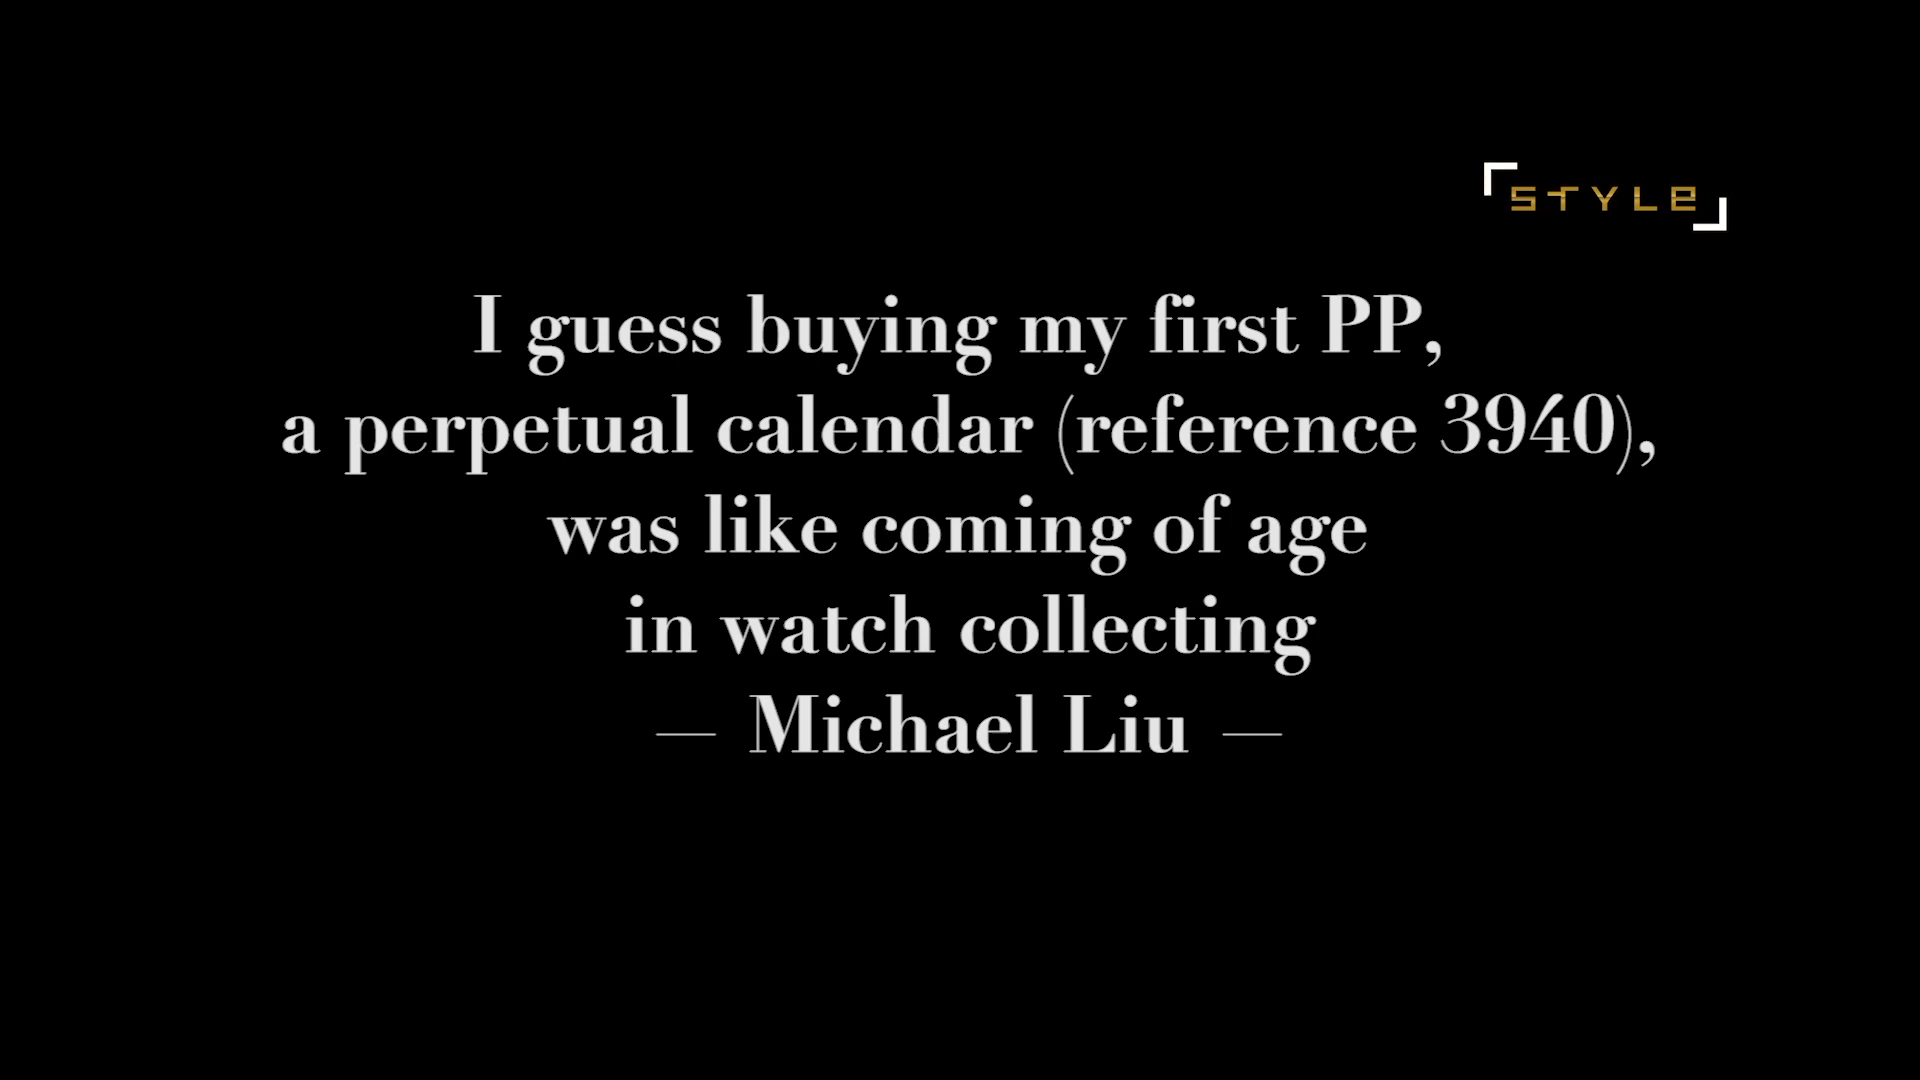 STYLE
I guess buying my first PP,
a perpetual calendar (reference 3940),
was like coming of age
in watch collecting
— Michael Liu —